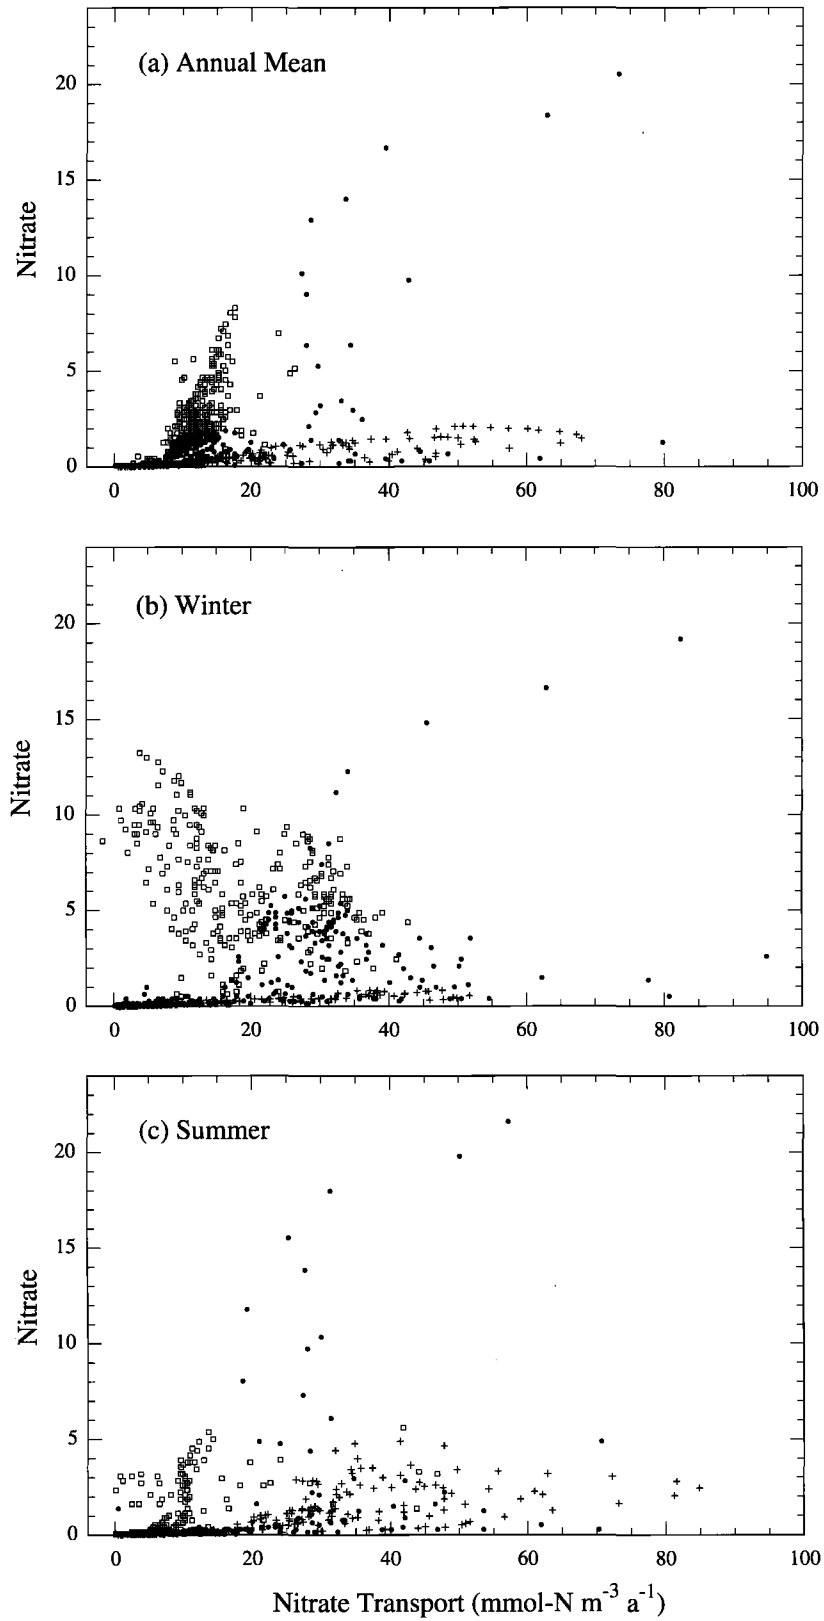 (a) Annual Mean
Nitrate
20
15
10
5
0
0 20 40 60 80 100
(b) Winter
Nitrate
20
15
10
5
0
0 20 40 60 80 100
(c) Summer
Nitrate
20
15
10
5
0
0 20 40 60 80 100
Nitrate Transport (mmol-N m⁻³ a⁻¹)